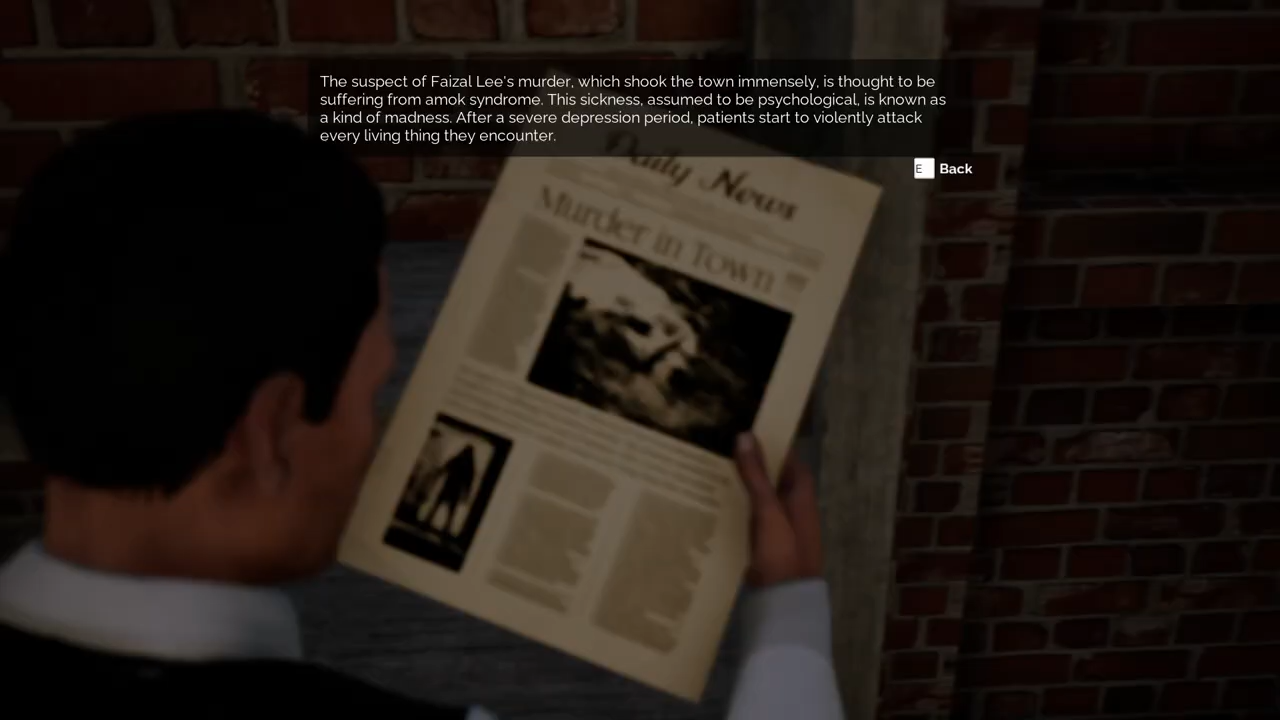 The suspect of Faizal Lee's murder, which shook the town immensely, is thought to be
suffering from amok syndrome. This sickness, assumed to be psychological, is known as
a kind of madness. After a severe depression period, patients start to violently attack
every living thing they encounter.
E Back
Daily News
Murder in Town